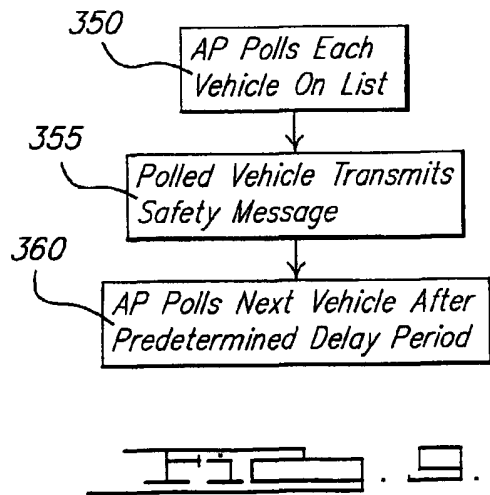 350
AP Polls Each
Vehicle On List
355
Polled Vehicle Transmits
Safety Message
360
AP Polls Next Vehicle After
Predetermined Delay Period